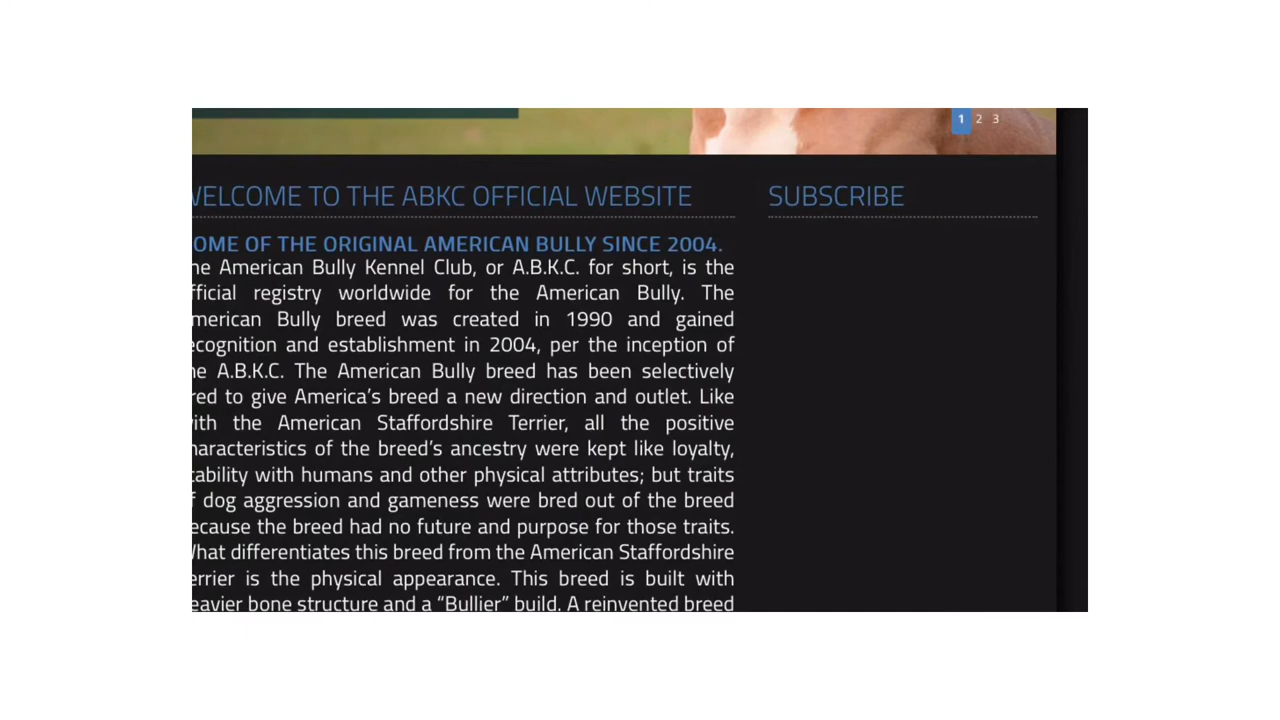 1 2 3
WELCOME TO THE ABKC OFFICIAL WEBSITE
SUBSCRIBE
OME OF THE ORIGINAL AMERICAN BULLY SINCE 2004.
he American Bully Kennel Club, or A.B.K.C. for short, is the
fficial registry worldwide for the American Bully. The
merican Bully breed was created in 1990 and gained
ecognition and establishment in 2004, per the inception of
he A.B.K.C. The American Bully breed has been selectively
red to give America's breed a new direction and outlet. Like
ith the American Staffordshire Terrier, all the positive
haracteristics of the breed's ancestry were kept like loyalty,
tability with humans and other physical attributes; but traits
f dog aggression and gameness were bred out of the breed
ecause the breed had no future and purpose for those traits.
What differentiates this breed from the American Staffordshire
errier is the physical appearance. This breed is built with
eavier bone structure and a “Bullier” build. A reinvented breed